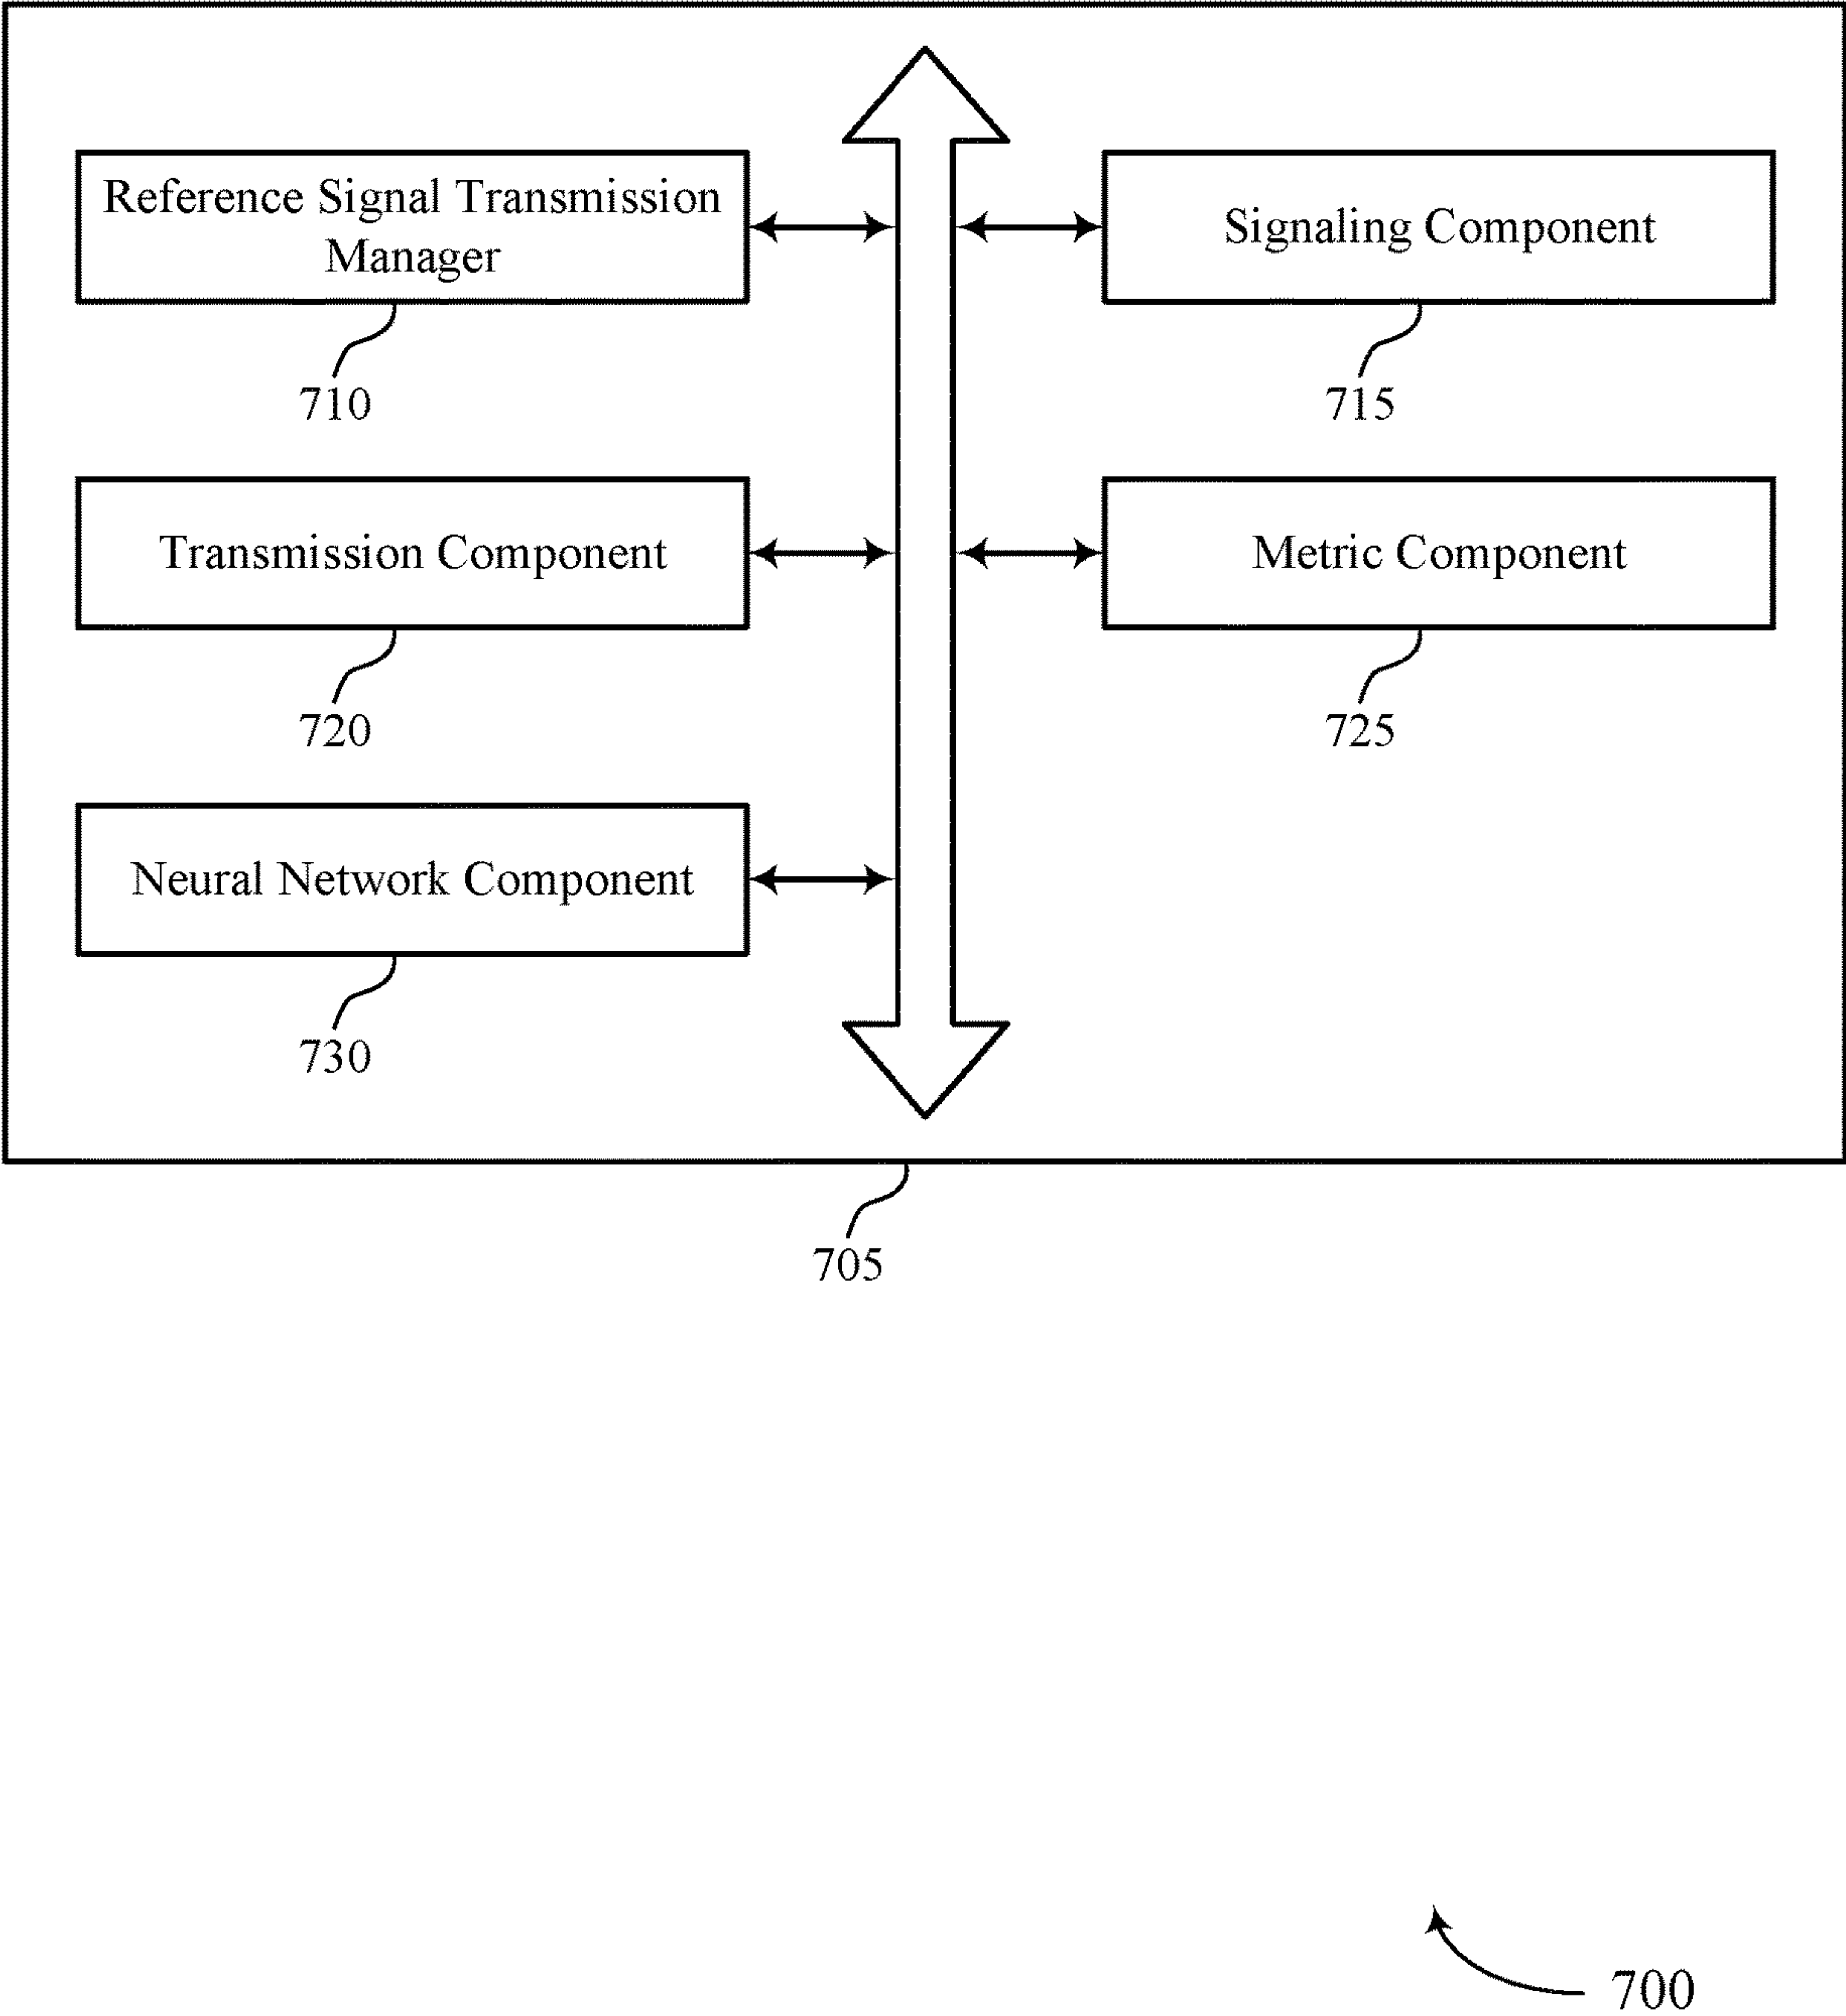 Reference Signal Transmission
Manager
710
Signaling Component
715
Transmission Component
720
Metric Component
725
Neural Network Component
730
705
700